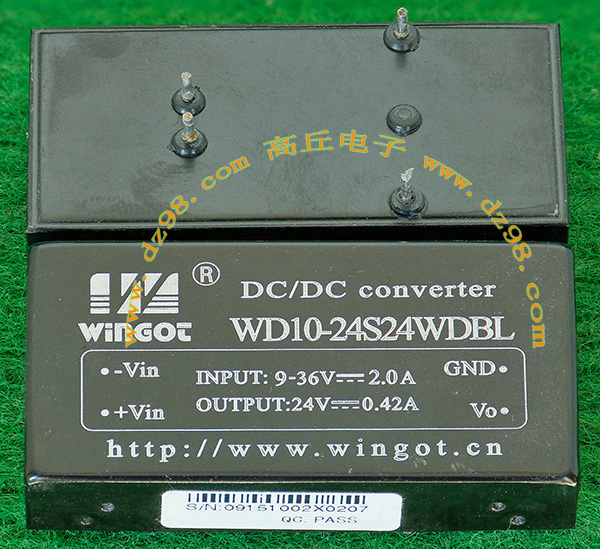 www.dz98.com 高丘电子 www.dz98.com
®
WINGOT
DC/DC converter
WD10-24S24WDBL
-Vin
INPUT: 9-36V⎓2.0A
GND
+Vin
OUTPUT:24V⎓0.42A
Vo
http://www.wingot.cn
S/N:09151002X0207
QC. PASS